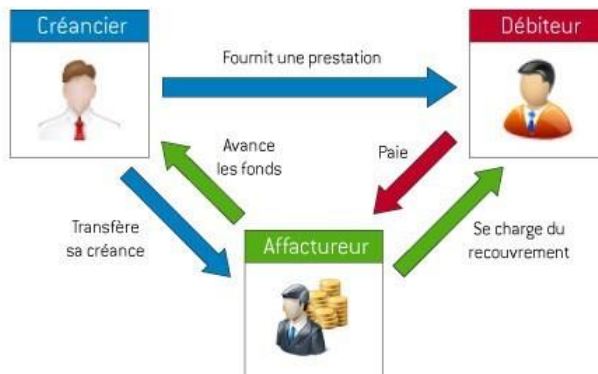 Créancier
Débiteur
Fournit une prestation
Avance
les fonds
Paie
Transfère
sa créance
Affactureur
Se charge du
recouvrement